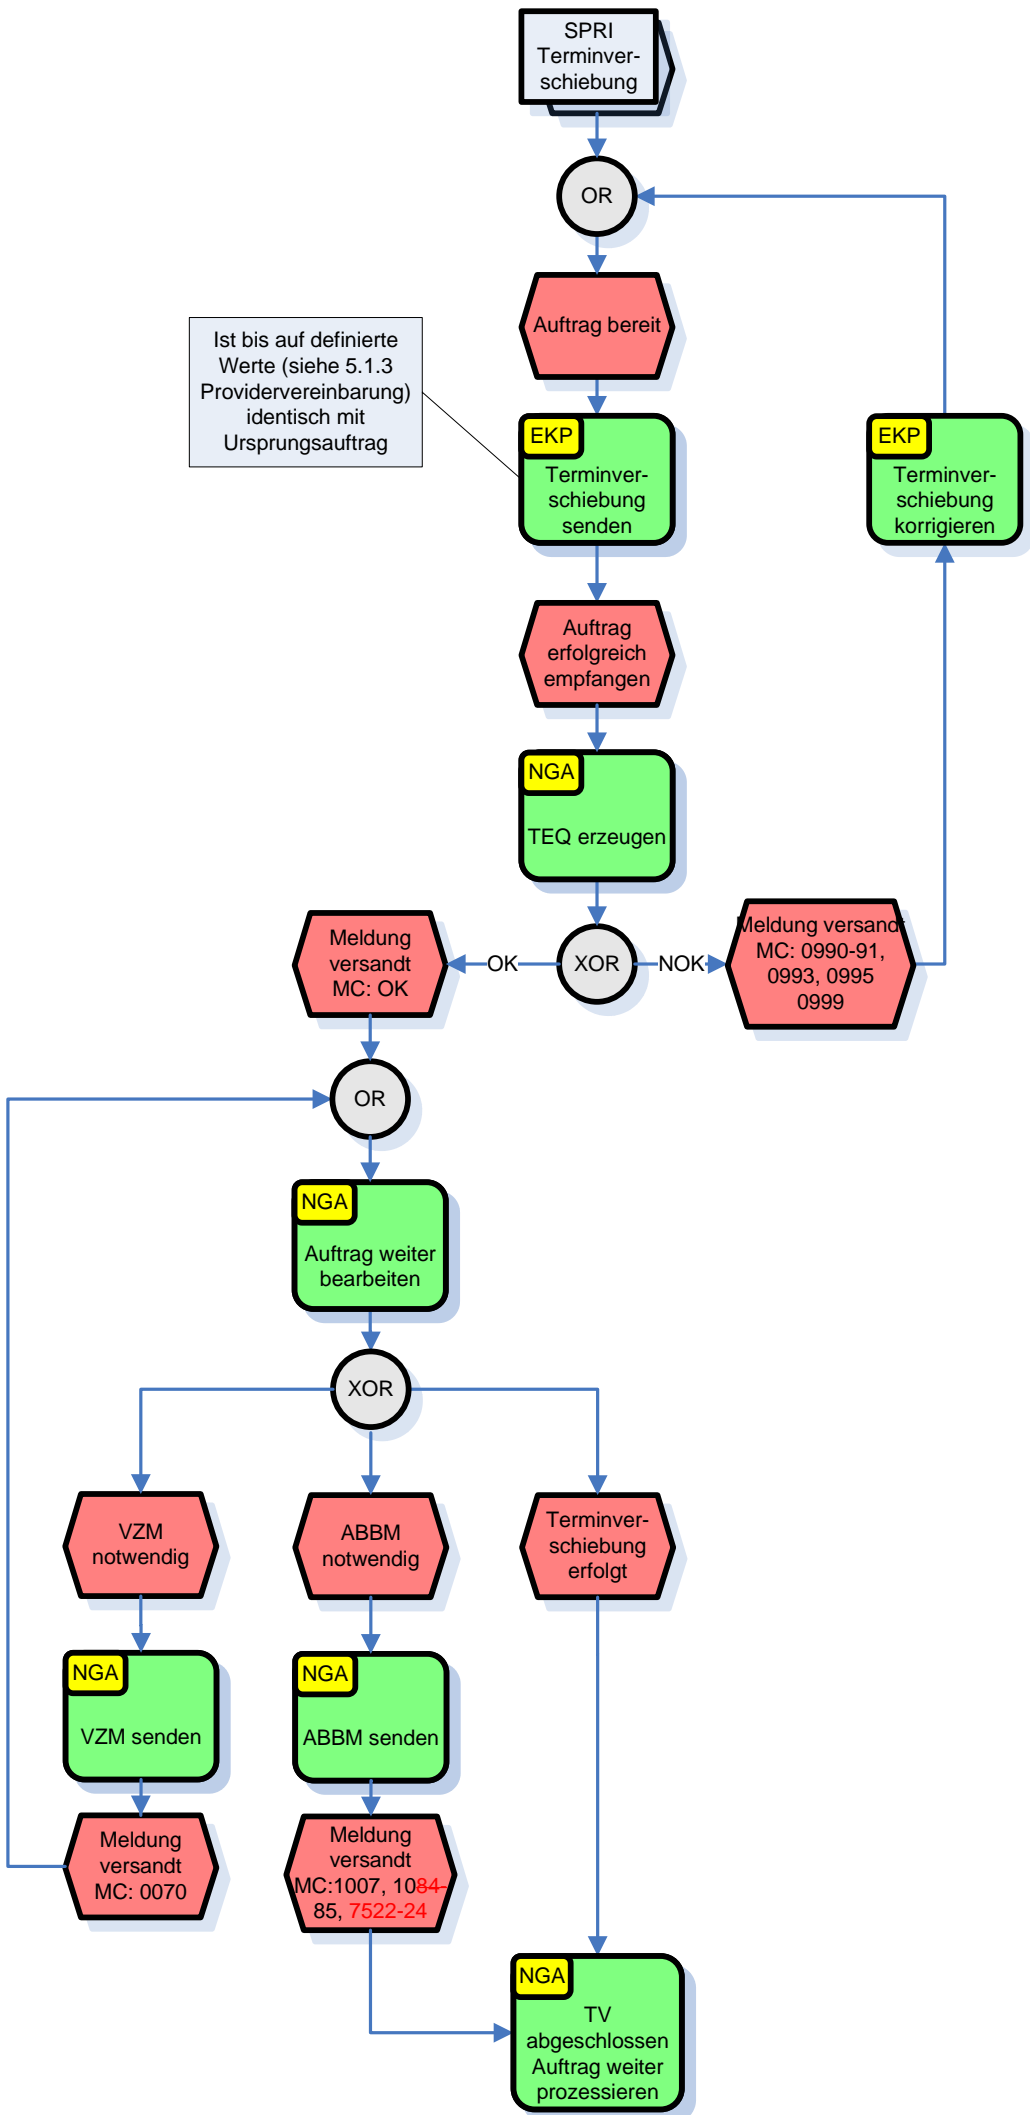 SPRI
Terminver-
schiebung
OR
Auftrag bereit
Ist bis auf definierte
Werte (siehe 5.1.3
Providervereinbarung)
identisch mit
Ursprungsauftrag
EKP
Terminver-
schiebung
senden
EKP
Terminver-
schiebung
korrigieren
Auftrag
erfolgreich
empfangen
NGA
TEQ erzeugen
Meldung
versandt
MC: OK
OK
XOR
NOK
Meldung versandt
MC: 0990-91,
0993, 0995
0999
OR
NGA
Auftrag weiter
bearbeiten
XOR
VZM
notwendig
ABBM
notwendig
Terminver-
schiebung
erfolgt
NGA
VZM senden
NGA
ABBM senden
Meldung
versandt
MC: 0070
Meldung
versandt
MC:1007, 1084-
85, 7522-24
NGA
TV
abgeschlossen
Auftrag weiter
prozessieren